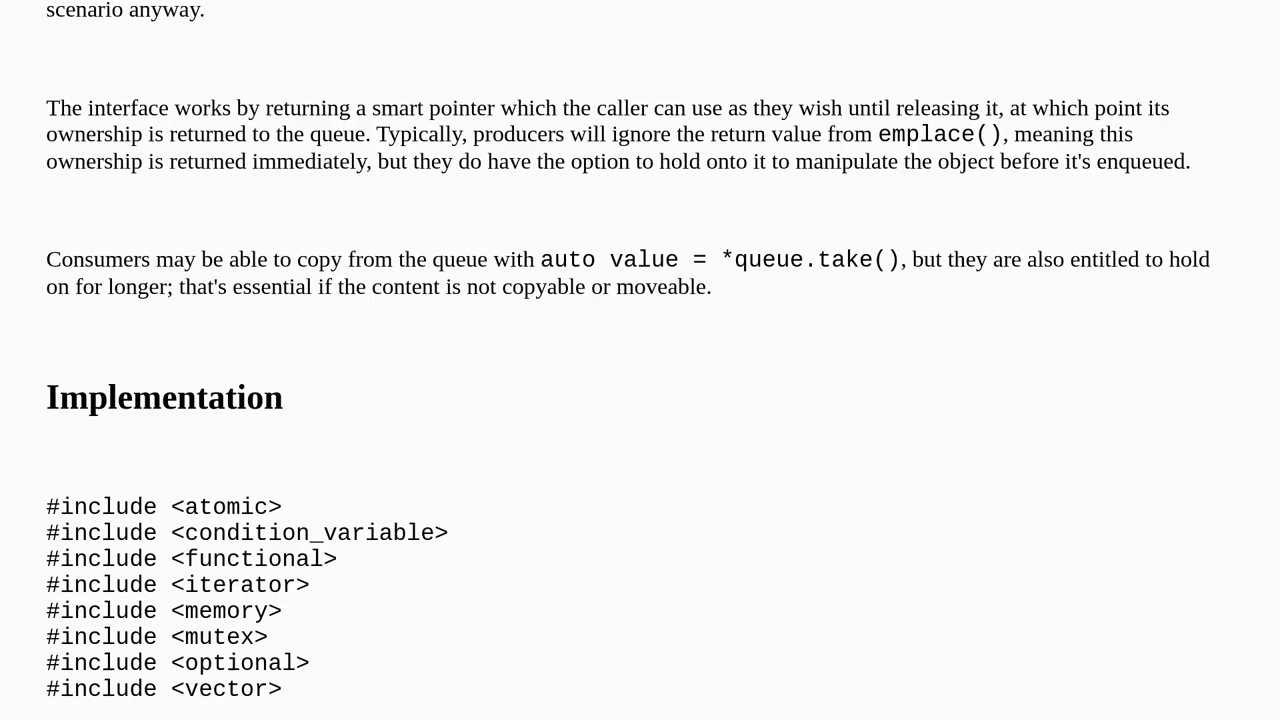 scenario anyway.
The interface works by returning a smart pointer which the caller can use as they wish until releasing it, at which point its
ownership is returned to the queue. Typically, producers will ignore the return value from emplace(), meaning this
ownership is returned immediately, but they do have the option to hold onto it to manipulate the object before it's enqueued.
Consumers may be able to copy from the queue with auto value = *queue.take(), but they are also entitled to hold
on for longer; that's essential if the content is not copyable or moveable.
Implementation
#include <atomic>
#include <condition_variable>
#include <functional>
#include <iterator>
#include <memory>
#include <mutex>
#include <optional>
#include <vector>